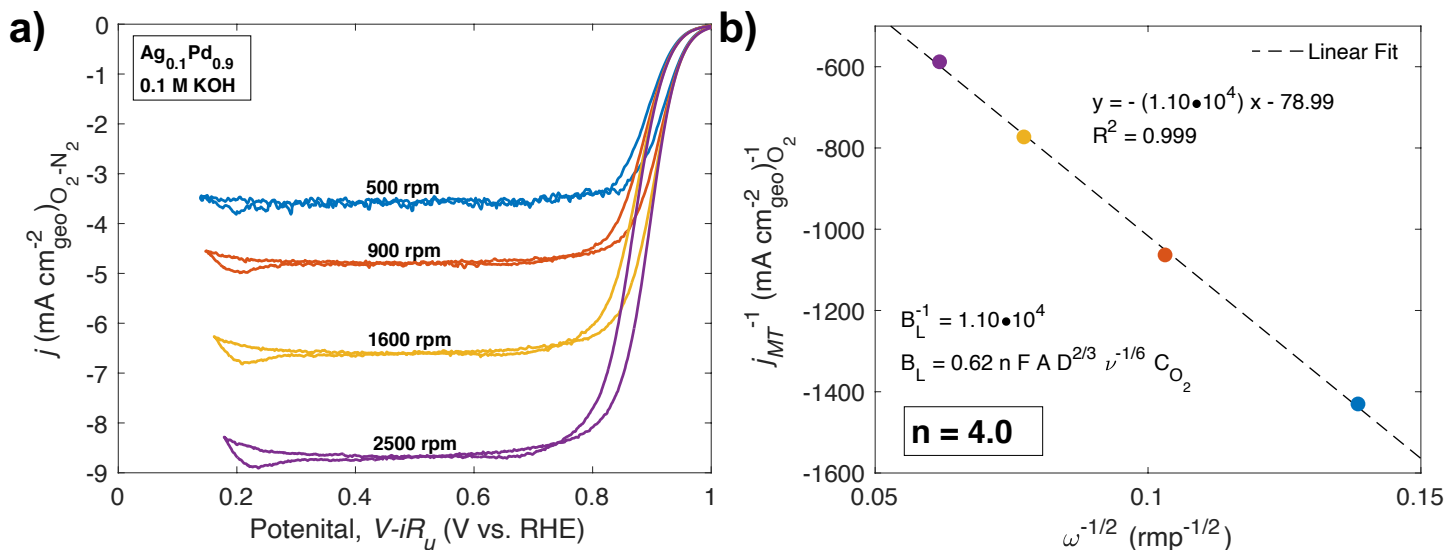 a)
Ag0.1Pd0.9
0.1 M KOH
500 rpm
900 rpm
1600 rpm
2500 rpm
0
-1
-2
-3
-4
-5
-6
-7
-8
-9
0
0.2
0.4
0.6
0.8
1
j (mA cm-2geo)O2-N2
Potenital, V-iRu (V vs. RHE)
b)
Linear Fit
y = - (1.10•10^4) x - 78.99
R^2 = 0.999
BL^-1 = 1.10•10^4
BL = 0.62 n F A D^2/3 ν^-1/6 CO2
n = 4.0
-600
-800
-1000
-1200
-1400
-1600
0.05
0.1
0.15
jMT^-1 (mA cm-2geo)-1O2
ω^-1/2 (rmp^-1/2)